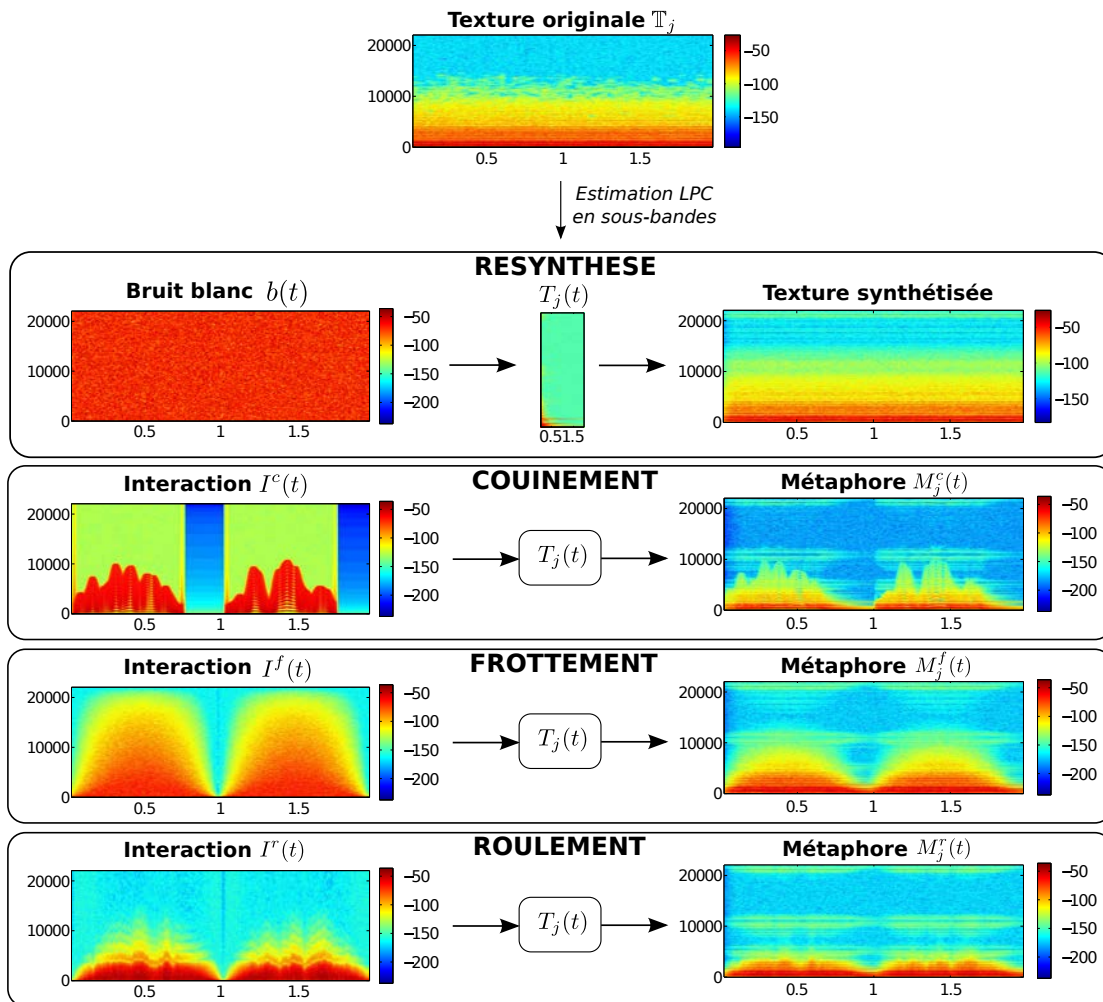 Texture originale 𝕋_j
20000
10000
0
0.5 1 1.5
−50
−100
−150
Estimation LPC
en sous-bandes
RESYNTHESE
Bruit blanc b(t)
20000
10000
0
0.5 1 1.5
−50
−100
−150
−200
T_j(t)
0.51.5
Texture synthétisée
20000
10000
0
0.5 1 1.5
−50
−100
−150
COUINEMENT
Interaction I^c(t)
20000
10000
0
0.5 1 1.5
−50
−100
−150
−200
T_j(t)
Métaphore M_j^c(t)
20000
10000
0
0.5 1 1.5
−50
−100
−150
−200
FROTTEMENT
Interaction I^f(t)
20000
10000
0
0.5 1 1.5
−50
−100
−150
−200
T_j(t)
Métaphore M_j^f(t)
20000
10000
0
0.5 1 1.5
−50
−100
−150
−200
ROULEMENT
Interaction I^r(t)
20000
10000
0
0.5 1 1.5
−50
−100
−150
−200
T_j(t)
Métaphore M_j^r(t)
20000
10000
0
0.5 1 1.5
−50
−100
−150
−200